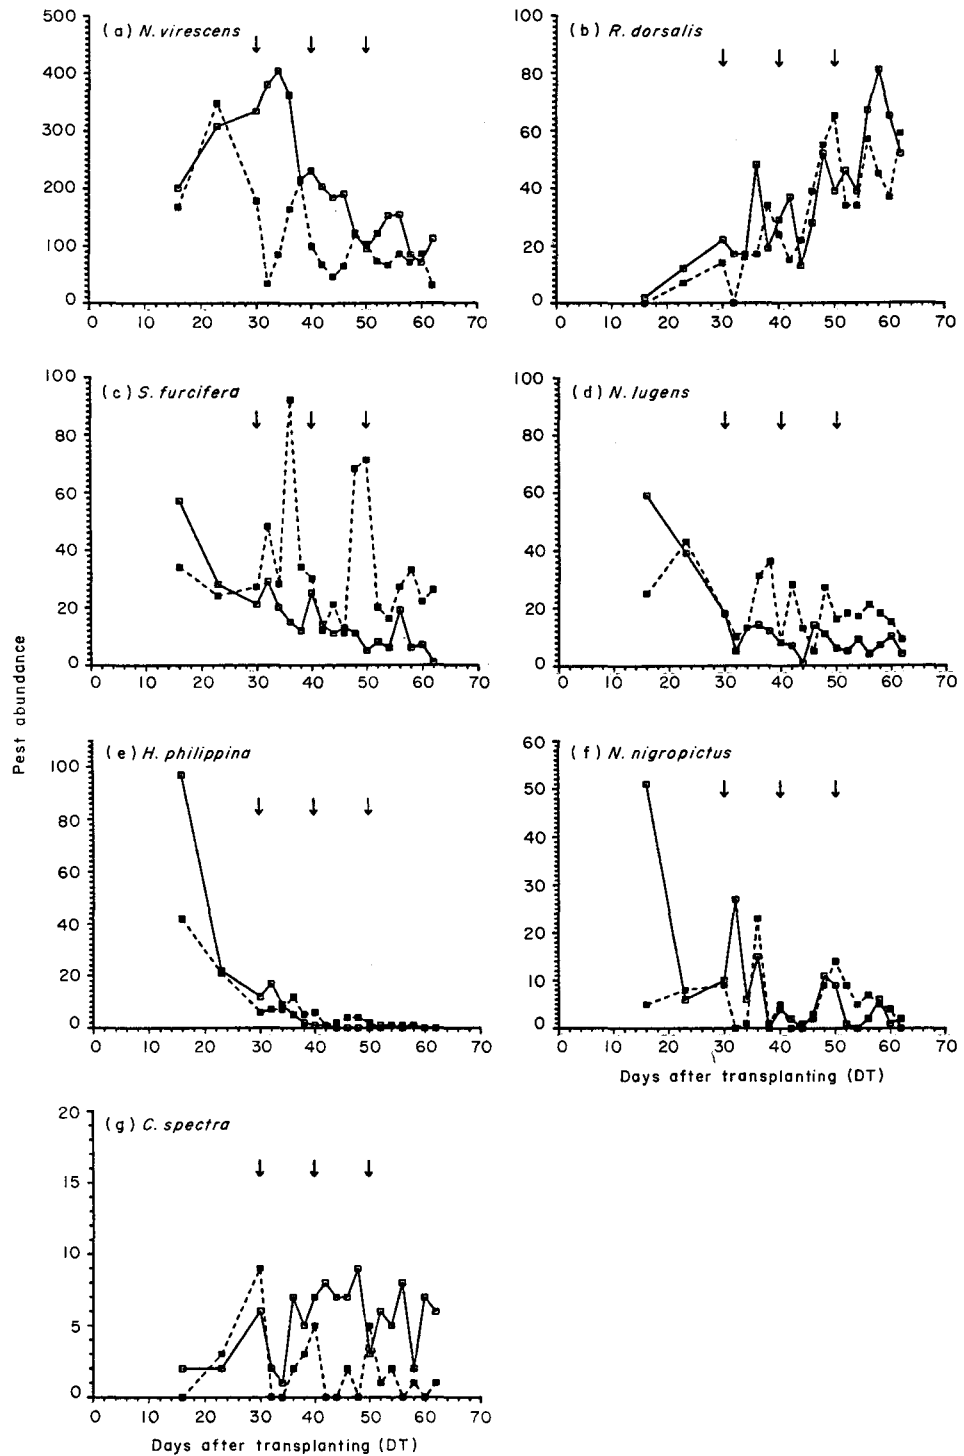 (a) N. virescens
500
400
300
200
100
0
0 10 20 30 40 50 60 70
(b) R. dorsalis
100
80
60
40
20
0
0 10 20 30 40 50 60 70
(c) S. furcifera
100
80
60
40
20
0
0 10 20 30 40 50 60 70
(d) N. lugens
100
80
60
40
20
0
0 10 20 30 40 50 60 70
Pest abundance
(e) H. philippina
100
80
60
40
20
0
0 10 20 30 40 50 60 70
(f) N. nigropictus
60
50
40
30
20
10
0
0 10 20 30 40 50 60 70
Days after transplanting (DT)
(g) C. spectra
20
15
10
5
0
0 10 20 30 40 50 60 70
Days after transplanting (DT)